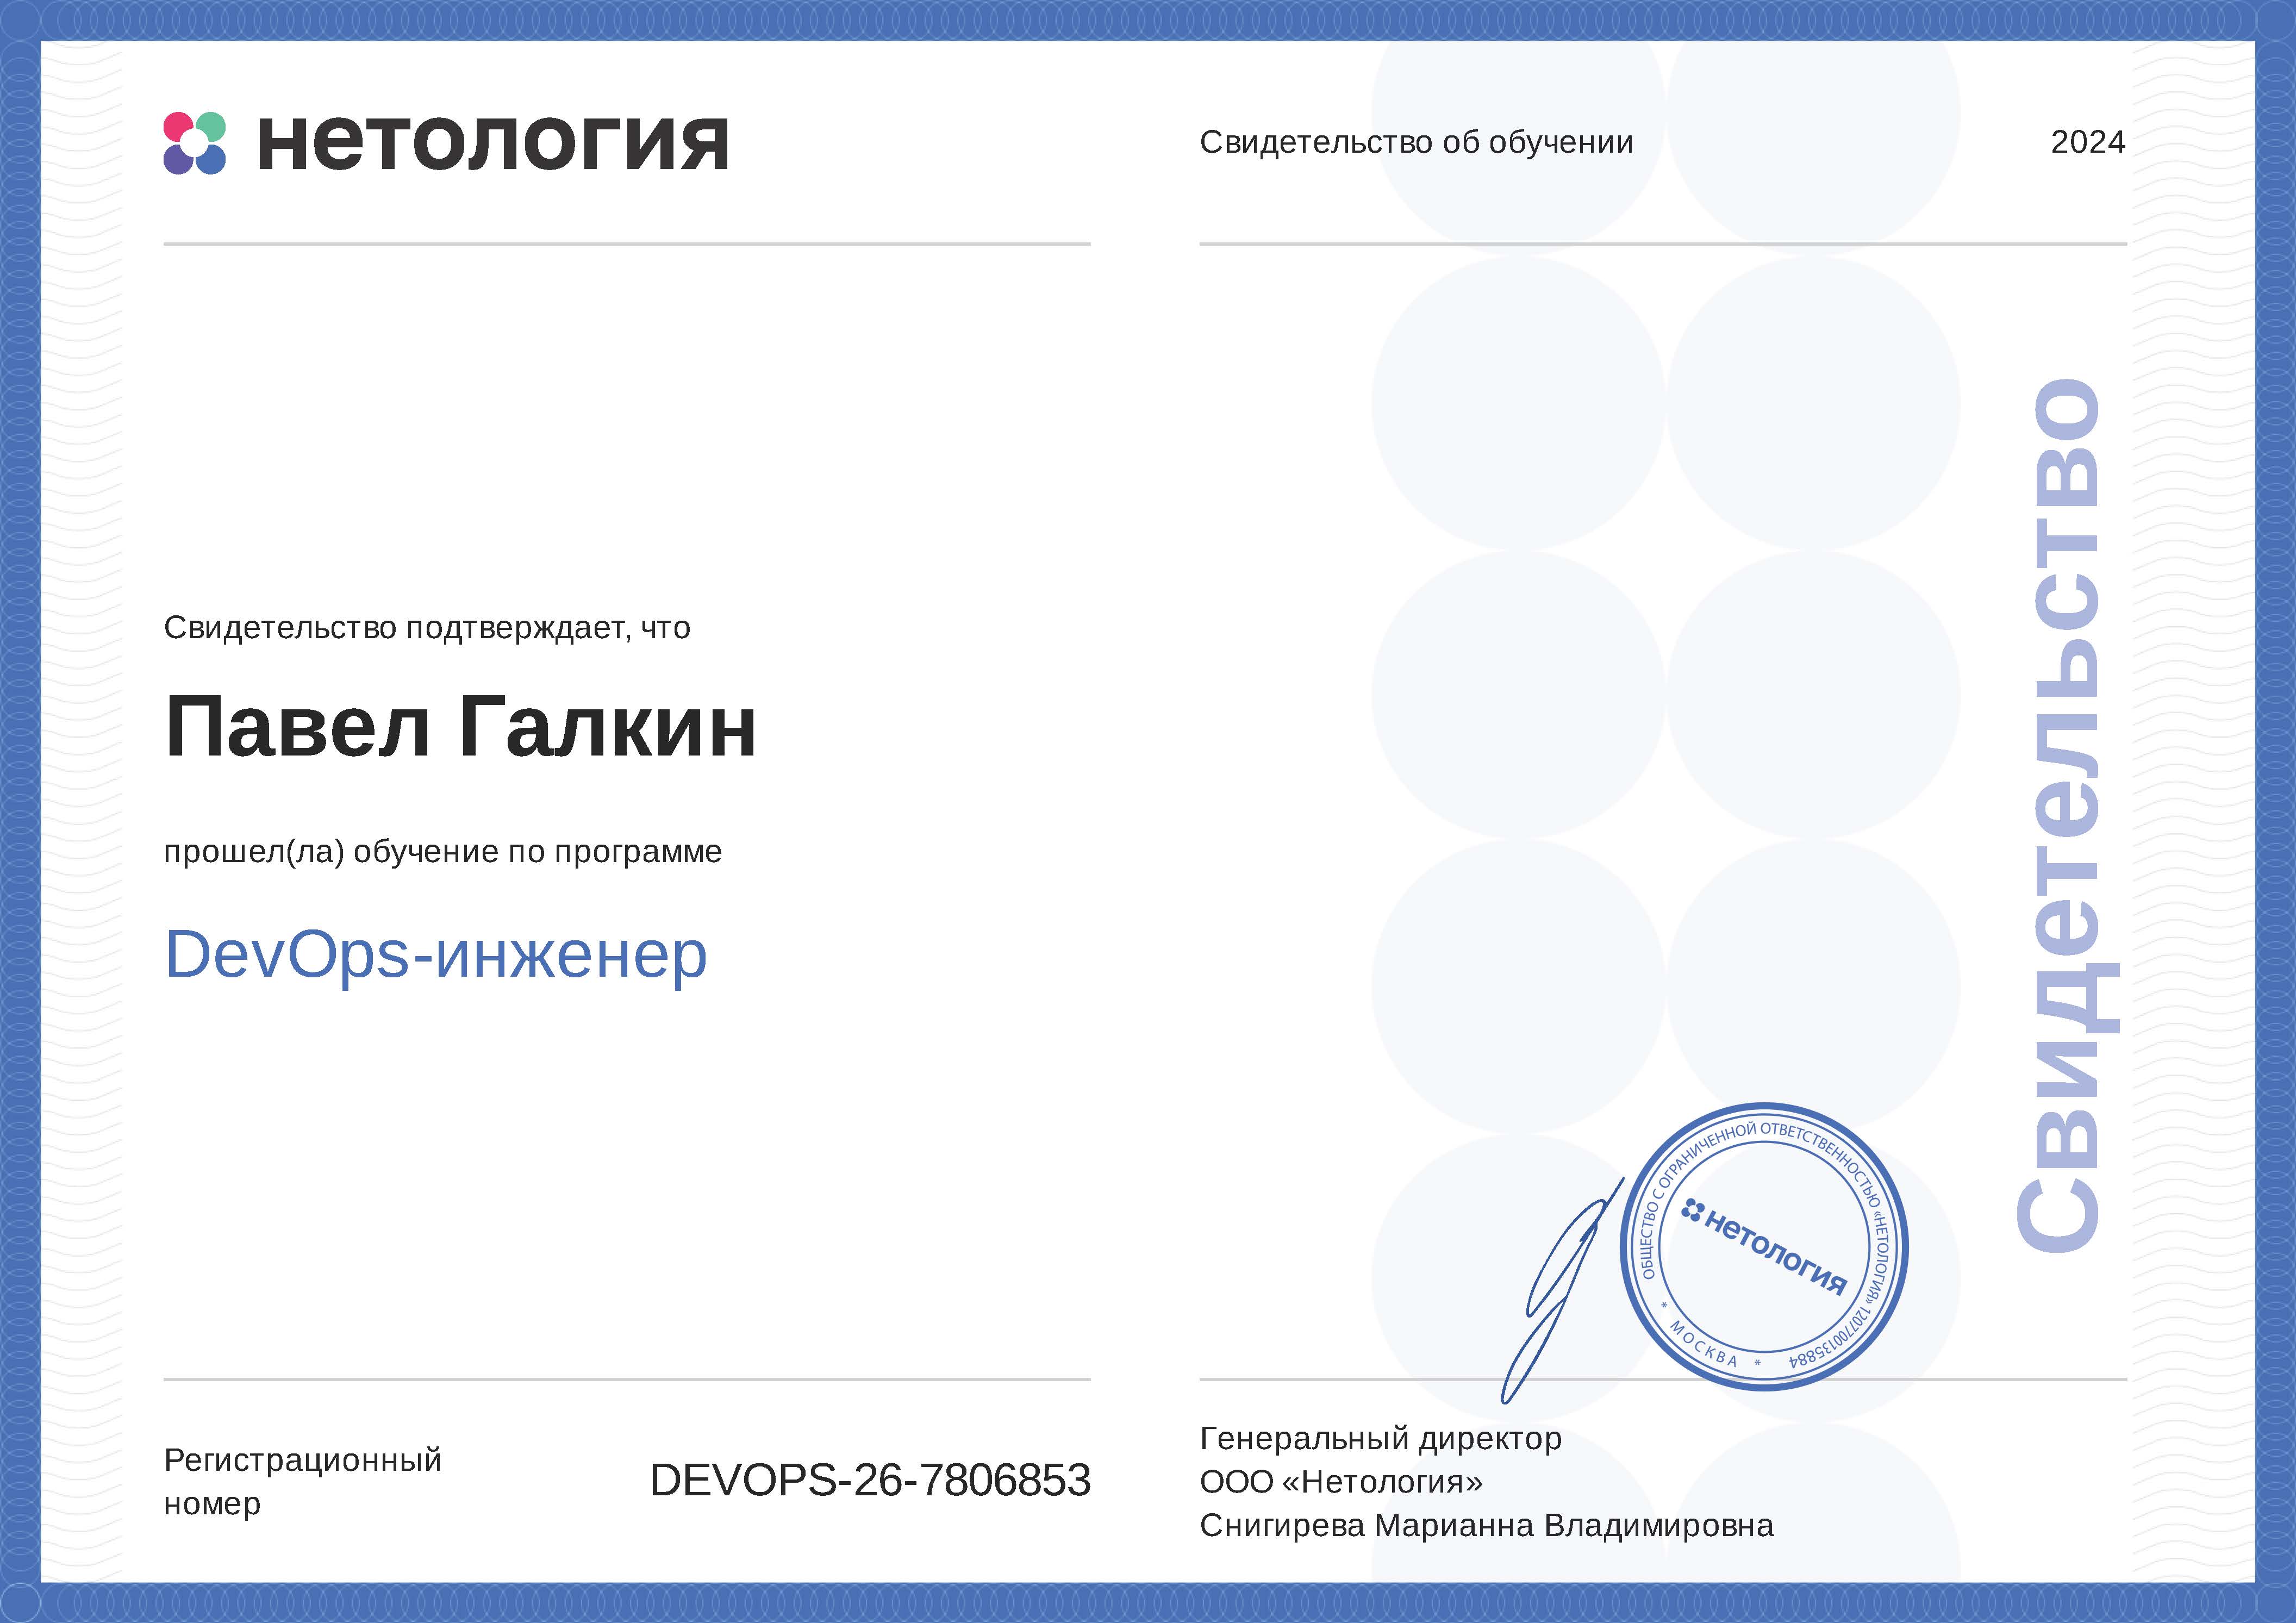 нетология
Свидетельство об обучении
2024
Свидетельство подтверждает, что
Павел Галкин
прошел(ла) обучение по программе
DevOps-инженер
Свидетельство
ОБЩЕСТВО С ОГРАНИЧЕННОЙ ОТВЕТСТВЕННОСТЬЮ «НЕТОЛОГИЯ» 1207700135884
* МОСКВА *
нетология
Регистрационный
номер
DEVOPS-26-7806853
Генеральный директор
ООО «Нетология»
Снигирева Марианна Владимировна